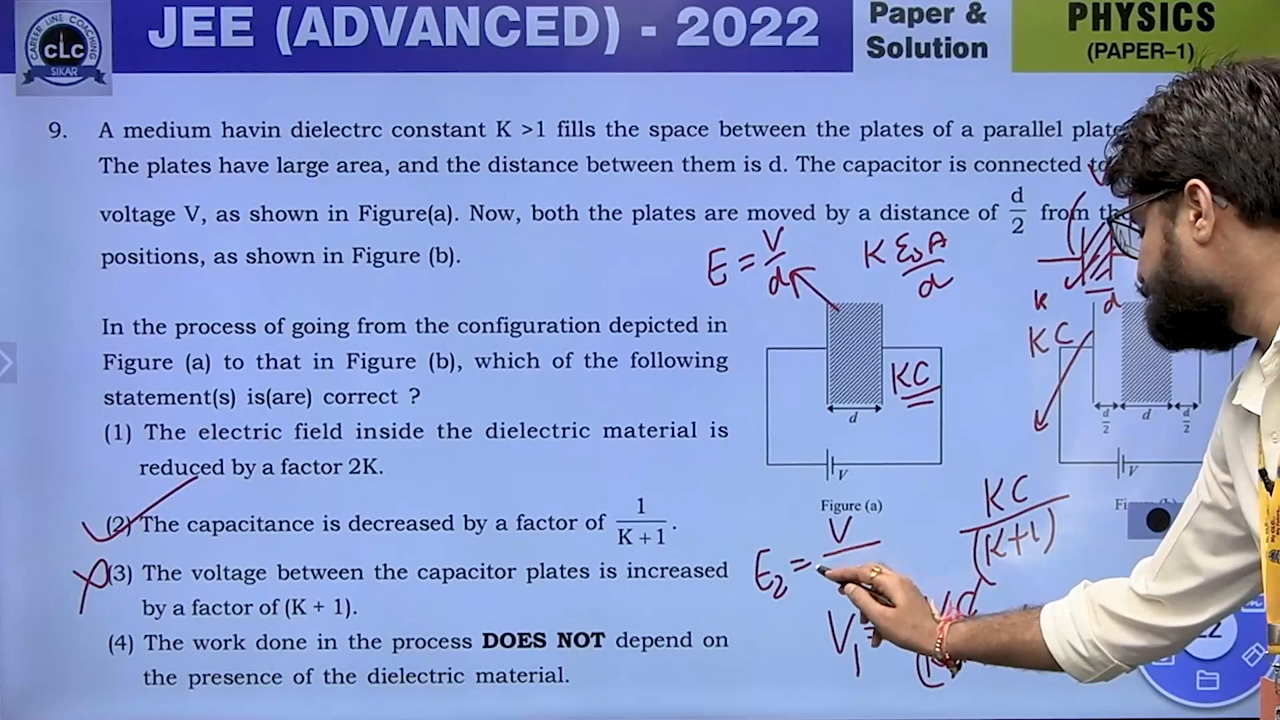 CAREER LINE COACHING
CLC
SIKAR
JEE (ADVANCED) - 2022
Paper &
Solution
PHYSICS
(PAPER–1)
9. A medium havin dielectrc constant K >1 fills the space between the plates of a parallel
The plates have large area, and the distance between them is d. The capacitor is connected
voltage V, as shown in Figure(a). Now, both the plates are moved by a distance of d/2 from
positions, as shown in Figure (b).
E = V/d
K ε₀A/d
K
d
KC
In the process of going from the configuration depicted in
Figure (a) to that in Figure (b), which of the following
statement(s) is(are) correct ?
(1) The electric field inside the dielectric material is
reduced by a factor 2K.
(2) The capacitance is decreased by a factor of 1/(K+1).
(3) The voltage between the capacitor plates is increased
by a factor of (K + 1).
(4) The work done in the process DOES NOT depend on
the presence of the dielectric material.
KC
d
V
Figure (a)
d/2 d d/2
V
KC/(K+1)
E₂ = V
V₁